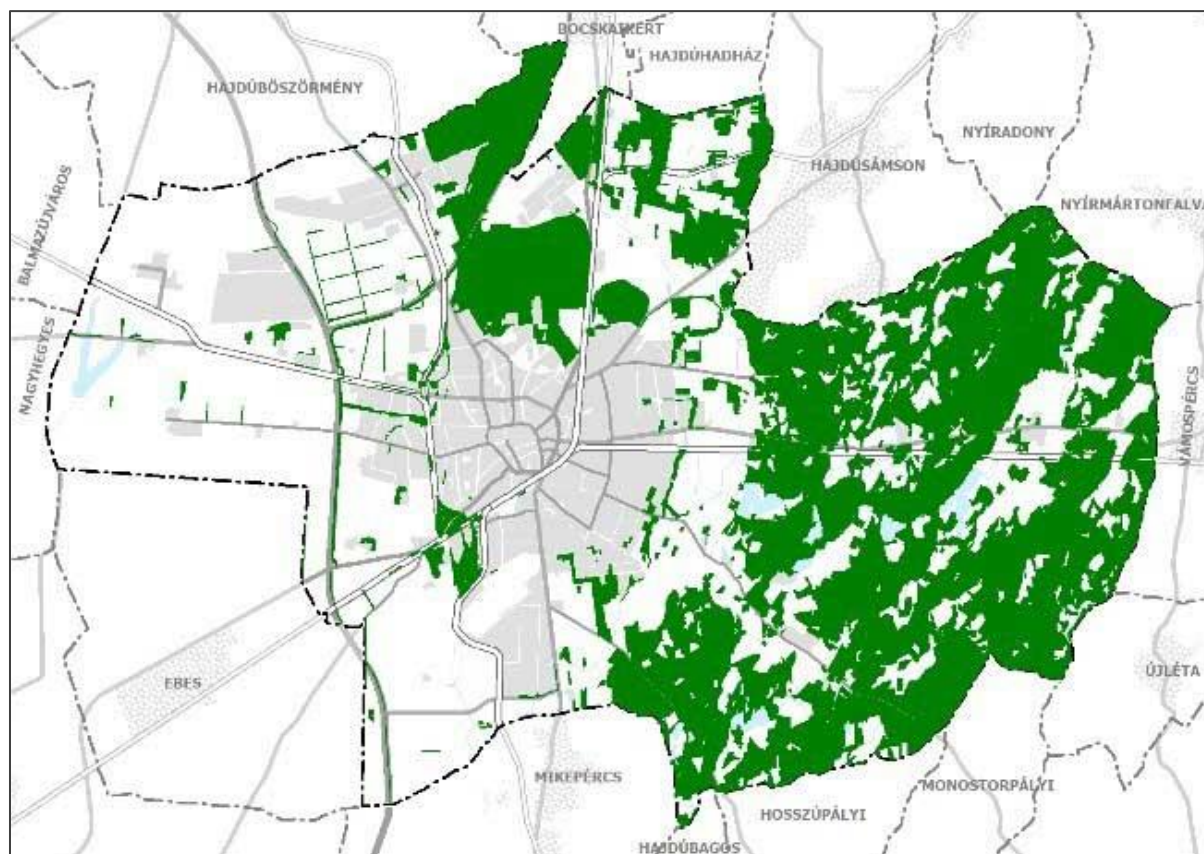 BOCSKAIKERT
HAJDÚHADHÁZ
HAJDÚBÖSZÖRMÉNY
NYÍRADONY
HAJDÚSÁMSON
BALMAZÚJVÁROS
NYÍRMÁRTONFALVA
NAGYHEGYES
VÁMOSPÉRCS
EBES
ÚJLÉTA
MIKEPÉRCS
MONOSTORPÁLYI
HOSSZÚPÁLYI
HAJDÚBAGOS